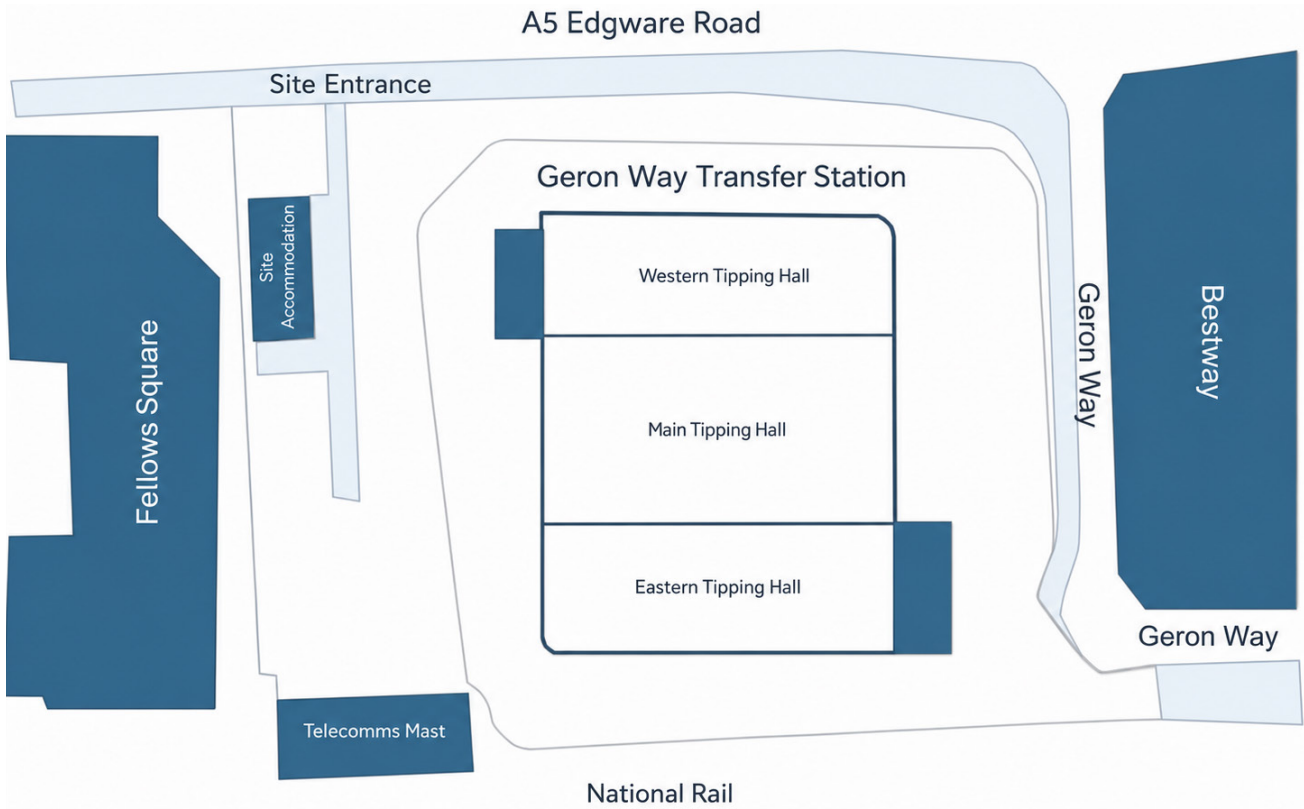 A5 Edgware Road
Site Entrance
Geron Way Transfer Station
Site
Accommodation
Western Tipping Hall
Geron Way
Bestway
Fellows Square
Main Tipping Hall
Eastern Tipping Hall
Geron Way
Telecomms Mast
National Rail